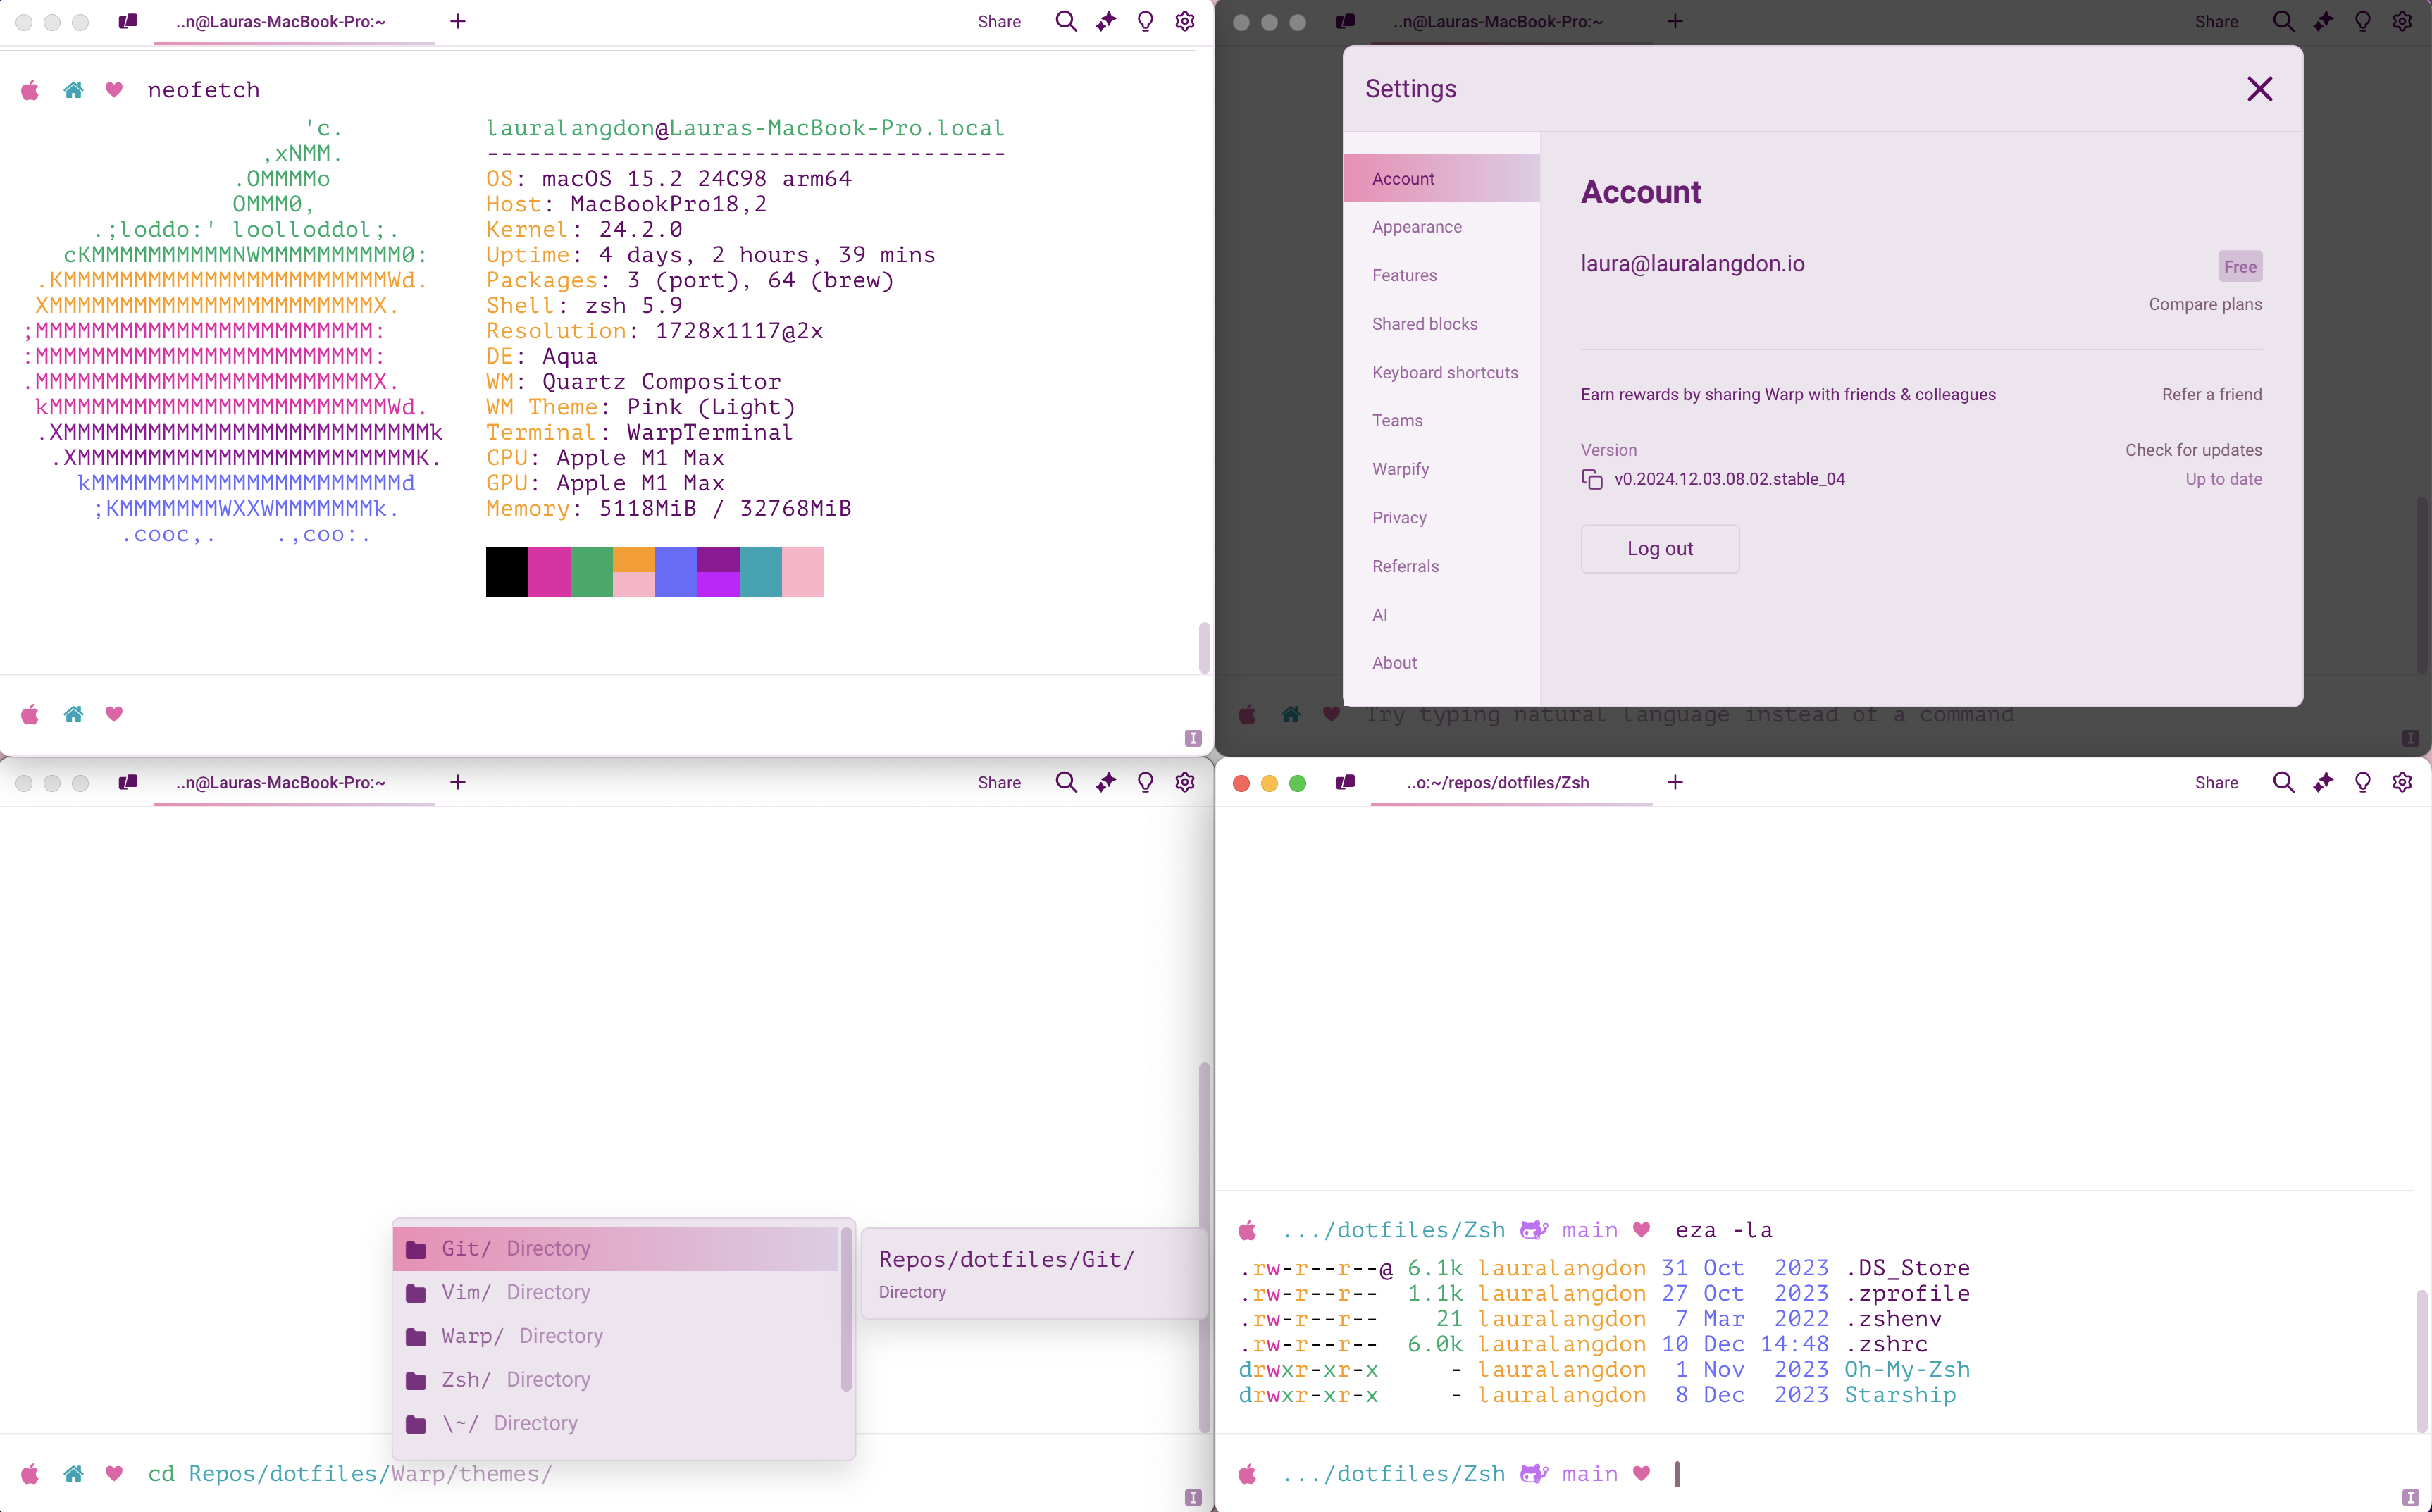 ..n@Lauras-MacBook-Pro:~
Share
neofetch
'c.
,xNMM.
.OMMMMo
OMMM0,
.;loddo:' loolloddol;.
cKMMMMMMMMMMNWMMMMMMMMMM0:
.KMMMMMMMMMMMMMMMMMMMMMMMWd.
XMMMMMMMMMMMMMMMMMMMMMMMX.
;MMMMMMMMMMMMMMMMMMMMMMMM:
:MMMMMMMMMMMMMMMMMMMMMMMM:
.MMMMMMMMMMMMMMMMMMMMMMMMX.
kMMMMMMMMMMMMMMMMMMMMMMMMWd.
.XMMMMMMMMMMMMMMMMMMMMMMMMMMk
.XMMMMMMMMMMMMMMMMMMMMMMMMK.
kMMMMMMMMMMMMMMMMMMMMMMd
;KMMMMMMMWXXWMMMMMMMk.
.cooc,.    .,coo:.
lauralangdon@Lauras-MacBook-Pro.local
-------------------------------------
OS: macOS 15.2 24C98 arm64
Host: MacBookPro18,2
Kernel: 24.2.0
Uptime: 4 days, 2 hours, 39 mins
Packages: 3 (port), 64 (brew)
Shell: zsh 5.9
Resolution: 1728x1117@2x
DE: Aqua
WM: Quartz Compositor
WM Theme: Pink (Light)
Terminal: WarpTerminal
CPU: Apple M1 Max
GPU: Apple M1 Max
Memory: 5118MiB / 32768MiB
..n@Lauras-MacBook-Pro:~
Share
Settings
Account
Appearance
Features
Shared blocks
Keyboard shortcuts
Teams
Warpify
Privacy
Referrals
AI
About
Account
laura@lauralangdon.io
Free
Compare plans
Earn rewards by sharing Warp with friends & colleagues
Refer a friend
Version
Check for updates
v0.2024.12.03.08.02.stable_04
Up to date
Log out
Try typing natural language instead of a command
..n@Lauras-MacBook-Pro:~
Share
Git/ Directory
Vim/ Directory
Warp/ Directory
Zsh/ Directory
\~/ Directory
Repos/dotfiles/Git/
Directory
cd Repos/dotfiles/Warp/themes/
..o:~/repos/dotfiles/Zsh
Share
.../dotfiles/Zsh main eza -la
.rw-r--r--@ 6.1k lauralangdon 31 Oct  2023 .DS_Store
.rw-r--r--  1.1k lauralangdon 27 Oct  2023 .zprofile
.rw-r--r--    21 lauralangdon  7 Mar  2022 .zshenv
.rw-r--r--  6.0k lauralangdon 10 Dec 14:48 .zshrc
drwxr-xr-x     - lauralangdon  1 Nov  2023 Oh-My-Zsh
drwxr-xr-x     - lauralangdon  8 Dec  2023 Starship
.../dotfiles/Zsh main